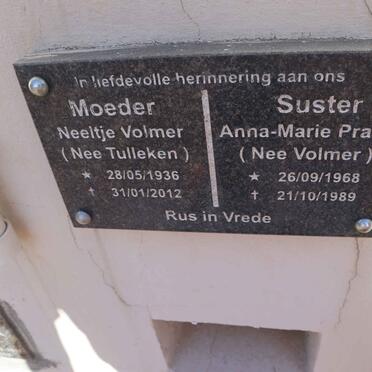 In liefdevolle herinnering aan ons
Moeder
Neeltje Volmer
( Nee Tulleken )
★ 28/05/1936
✝ 31/01/2012
Suster
Anna-Marie
( Nee Volmer )
★ 26/09/1968
✝ 21/10/1989
Rus in Vrede